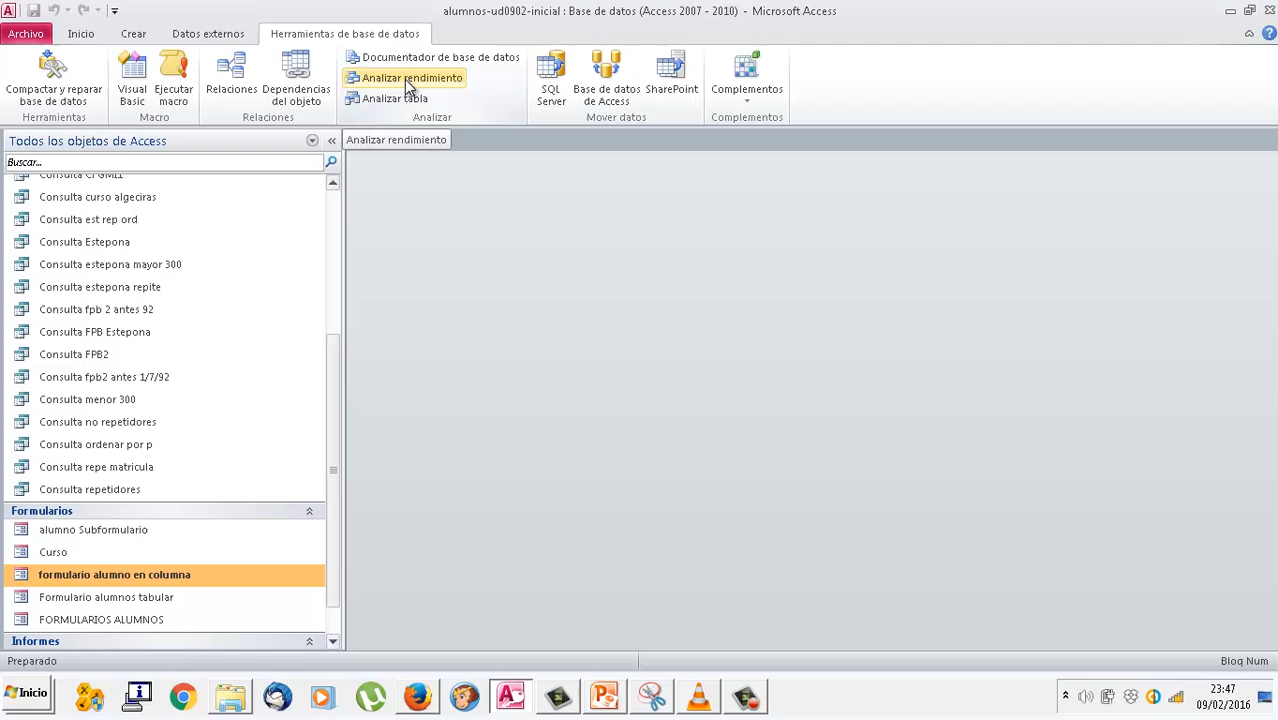 alumnos-ud0902-inicial : Base de datos (Access 2007 - 2010) - Microsoft Access
Archivo Inicio Crear Datos externos Herramientas de base de datos
Compactar y reparar base de datos
Herramientas
Visual Basic
Ejecutar macro
Macro
Relaciones
Dependencias del objeto
Relaciones
Documentador de base de datos
Analizar rendimiento
Analizar tabla
Analizar
SQL Server
Base de datos de Access
SharePoint
Mover datos
Complementos
Complementos
Todos los objetos de Access
Analizar rendimiento
Buscar...
Consulta CFGM11
Consulta curso algeciras
Consulta est rep ord
Consulta Estepona
Consulta estepona mayor 300
Consulta estepona repite
Consulta fpb 2 antes 92
Consulta FPB Estepona
Consulta FPB2
Consulta fpb2 antes 1/7/92
Consulta menor 300
Consulta no repetidores
Consulta ordenar por p
Consulta repe matricula
Consulta repetidores
Formularios
alumno Subformulario
Curso
formulario alumno en columna
Formulario alumnos tabular
FORMULARIOS ALUMNOS
Informes
Preparado
Bloq Num
Inicio
23:47
09/02/2016